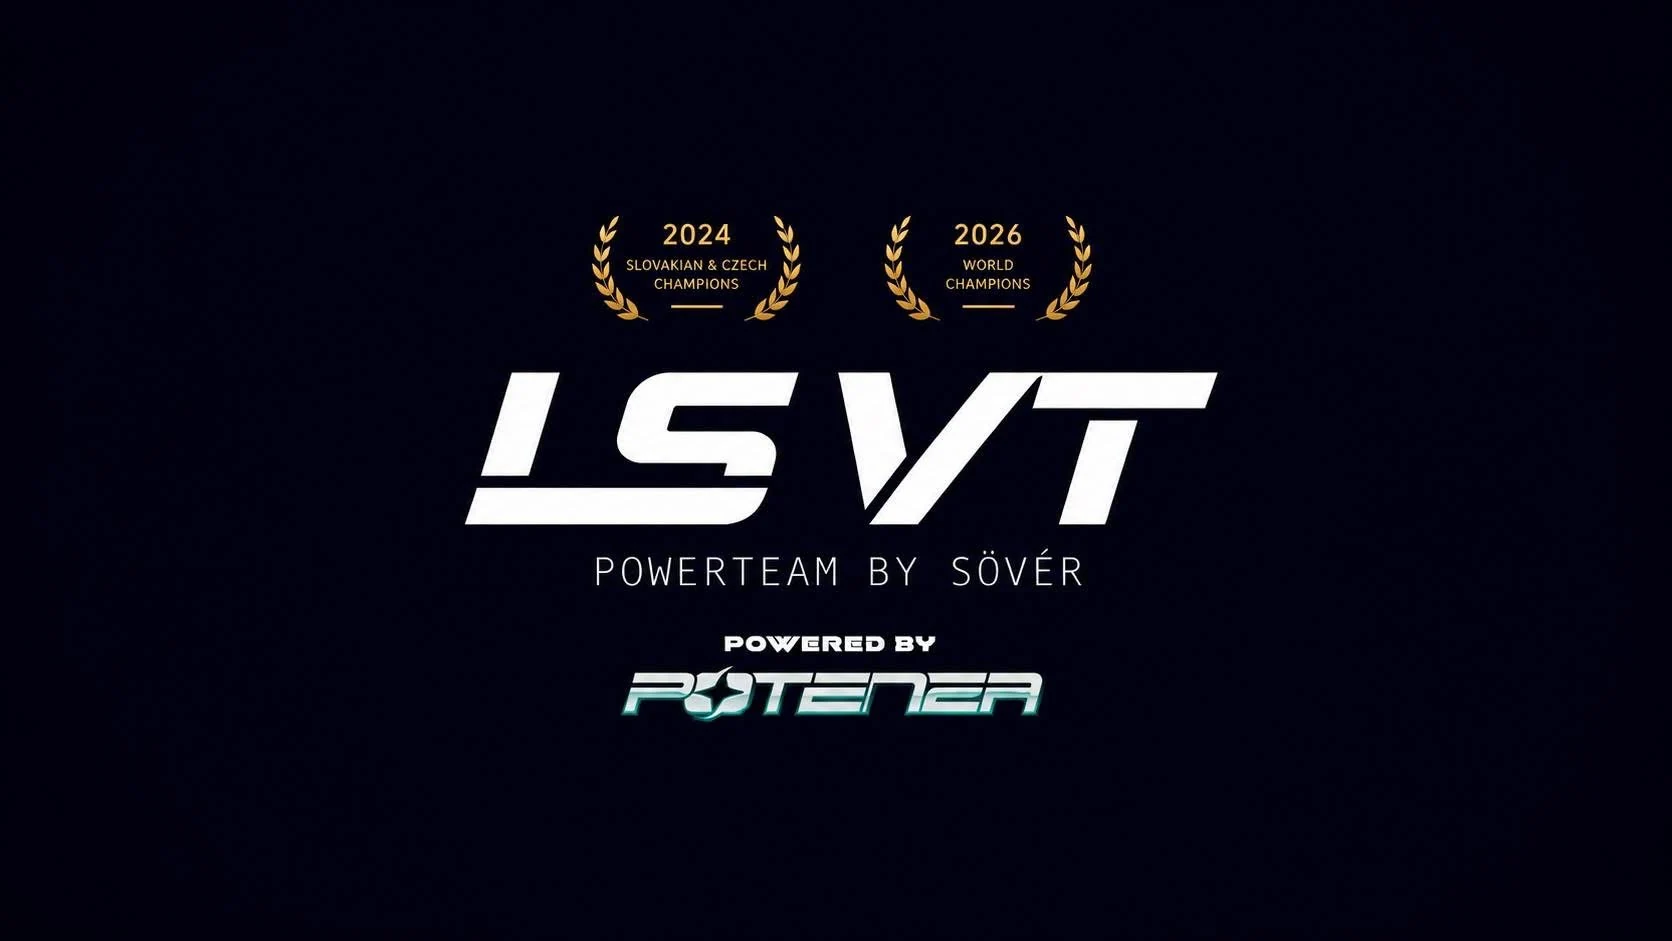 2024
SLOVAKIAN & CZECH
CHAMPIONS
2026
WORLD
CHAMPIONS
LSVT
POWERTEAM BY SÖVÉR
POWERED BY
POTENZA